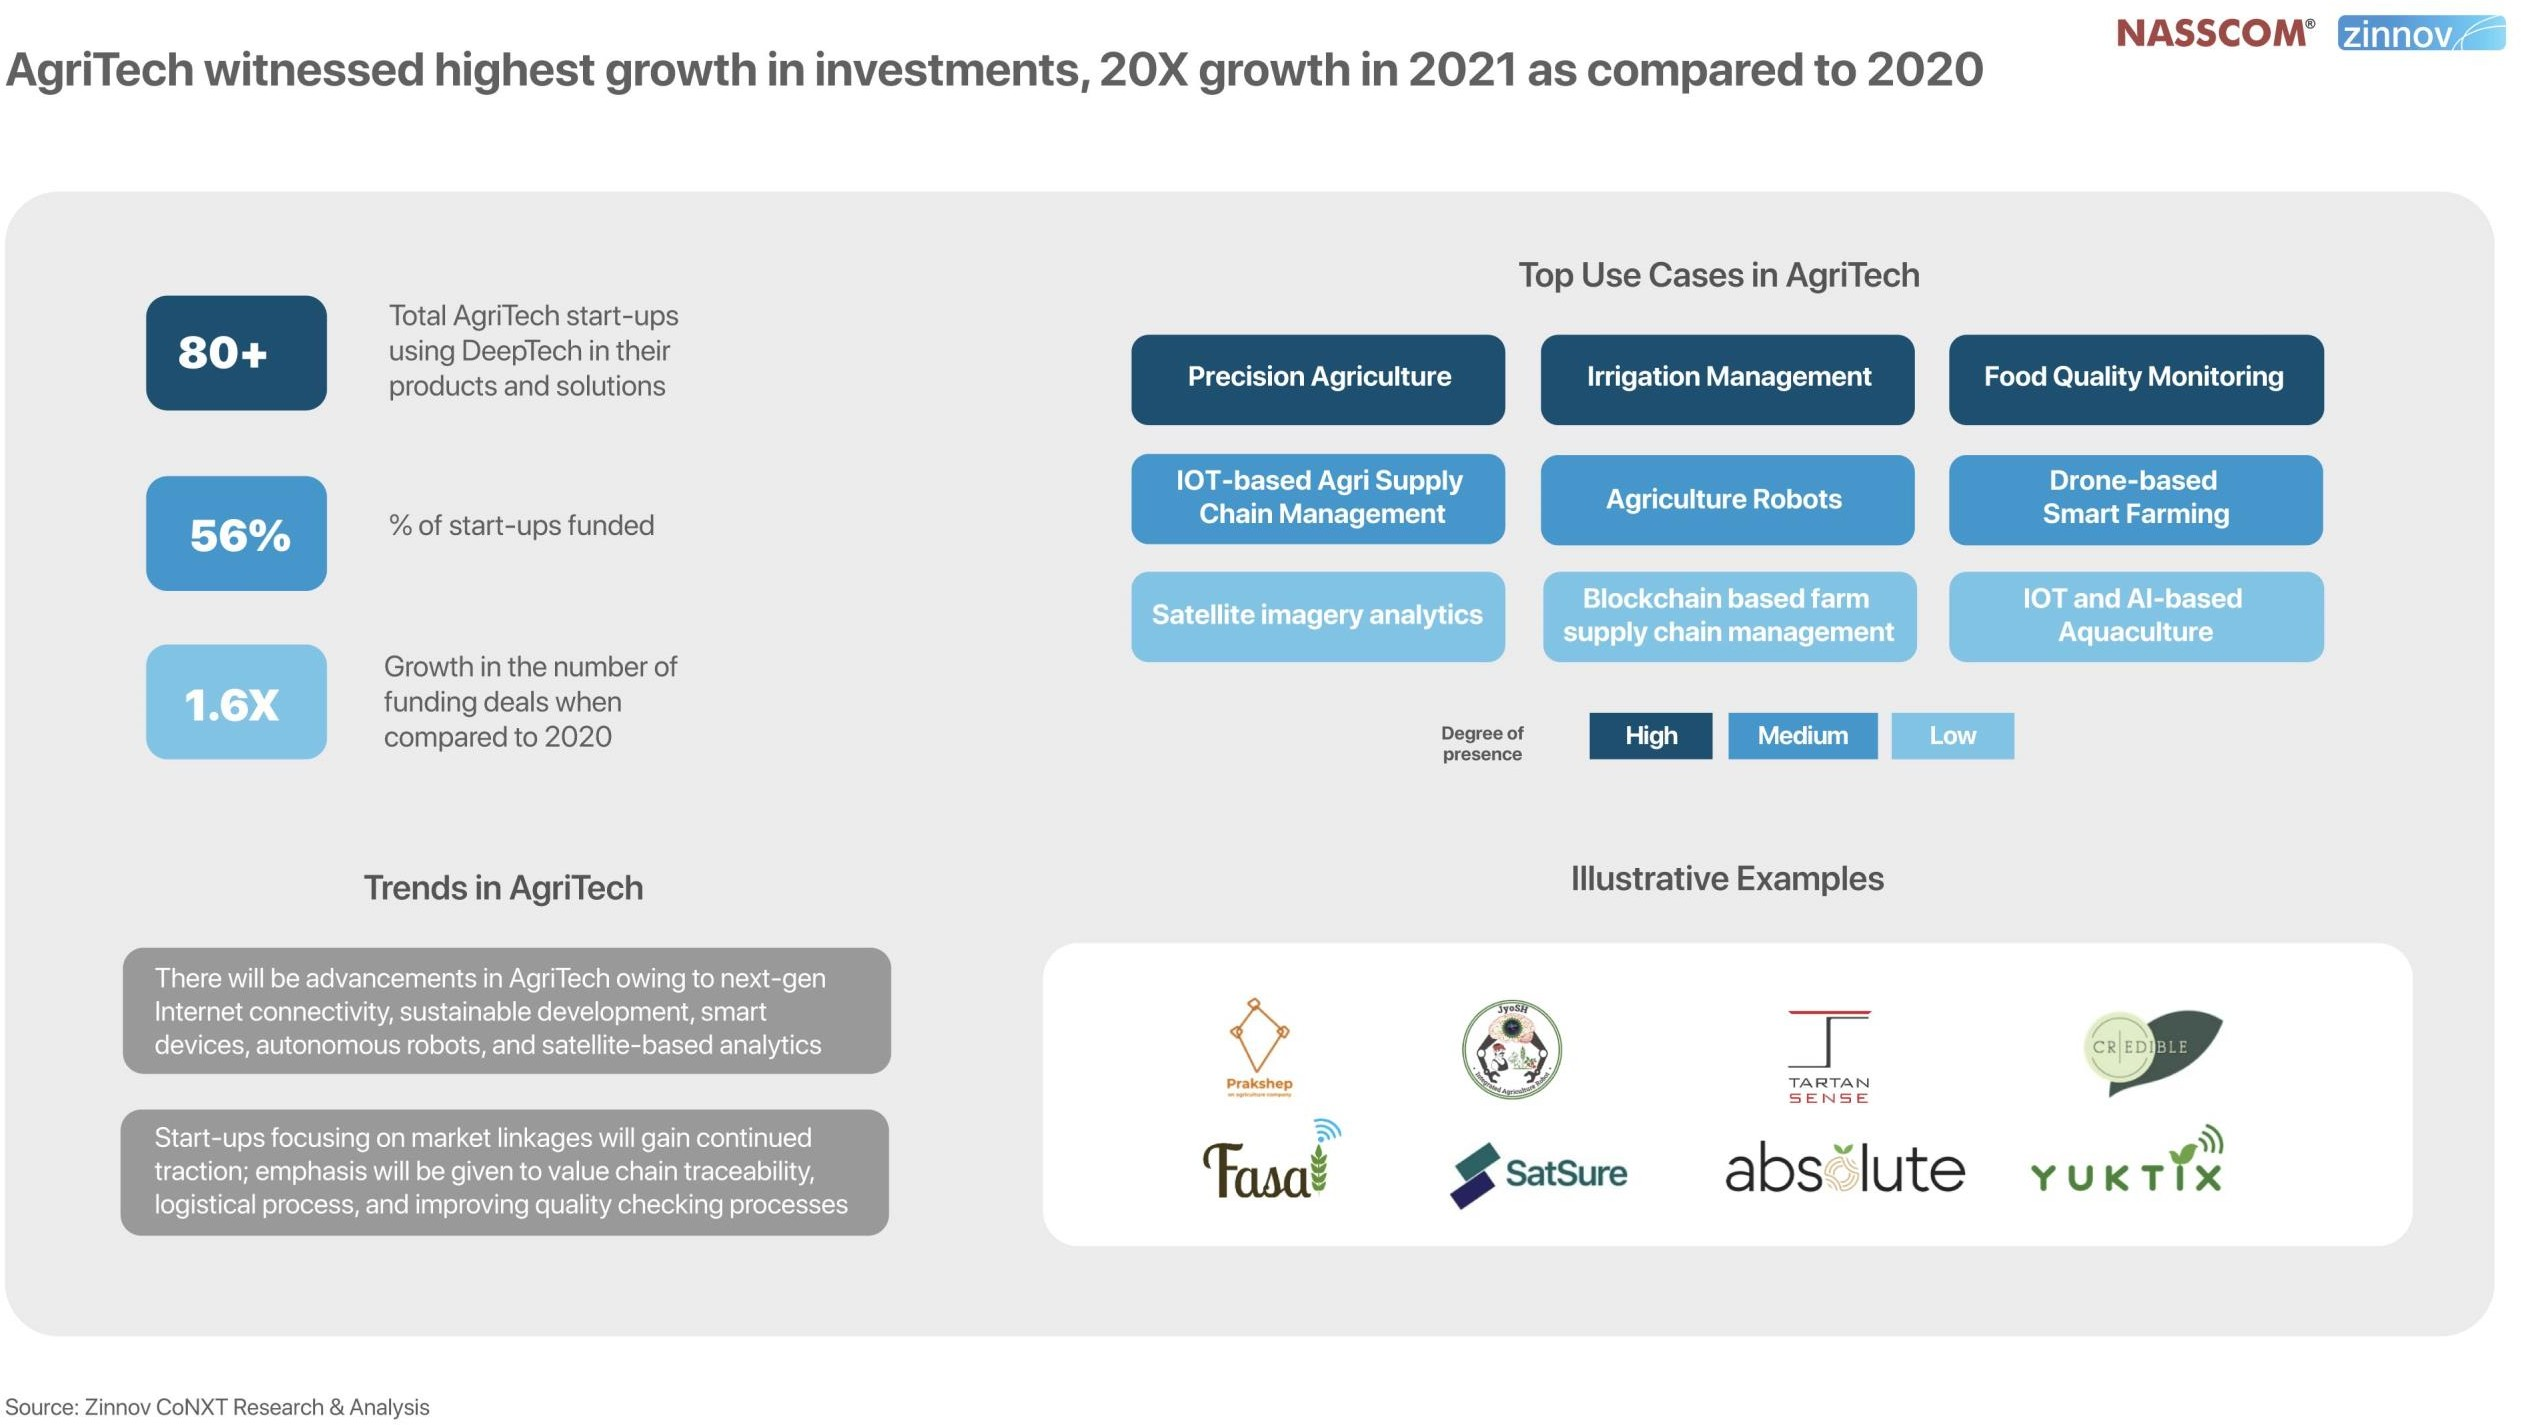 NASSCOM®
zinnov
AgriTech witnessed highest growth in investments, 20X growth in 2021 as compared to 2020
80+
Total AgriTech start-ups
using DeepTech in their
products and solutions
56%
% of start-ups funded
1.6X
Growth in the number of
funding deals when
compared to 2020
Top Use Cases in AgriTech
Precision Agriculture
Irrigation Management
Food Quality Monitoring
IOT-based Agri Supply
Chain Management
Agriculture Robots
Drone-based
Smart Farming
Satellite imagery analytics
Blockchain based farm
supply chain management
IOT and AI-based
Aquaculture
Degree of
presence
High
Medium
Low
Trends in AgriTech
There will be advancements in AgriTech owing to next-gen
Internet connectivity, sustainable development, smart
devices, autonomous robots, and satellite-based analytics
Start-ups focusing on market linkages will gain continued
traction; emphasis will be given to value chain traceability,
logistical process, and improving quality checking processes
Illustrative Examples
Prakshep
an agriculture company
JyoSH
Integrated Agriculture Robot
TARTAN
SENSE
CREDIBLE
Fasal
SatSure
absolute
YUKTIX
Source: Zinnov CoNXT Research & Analysis